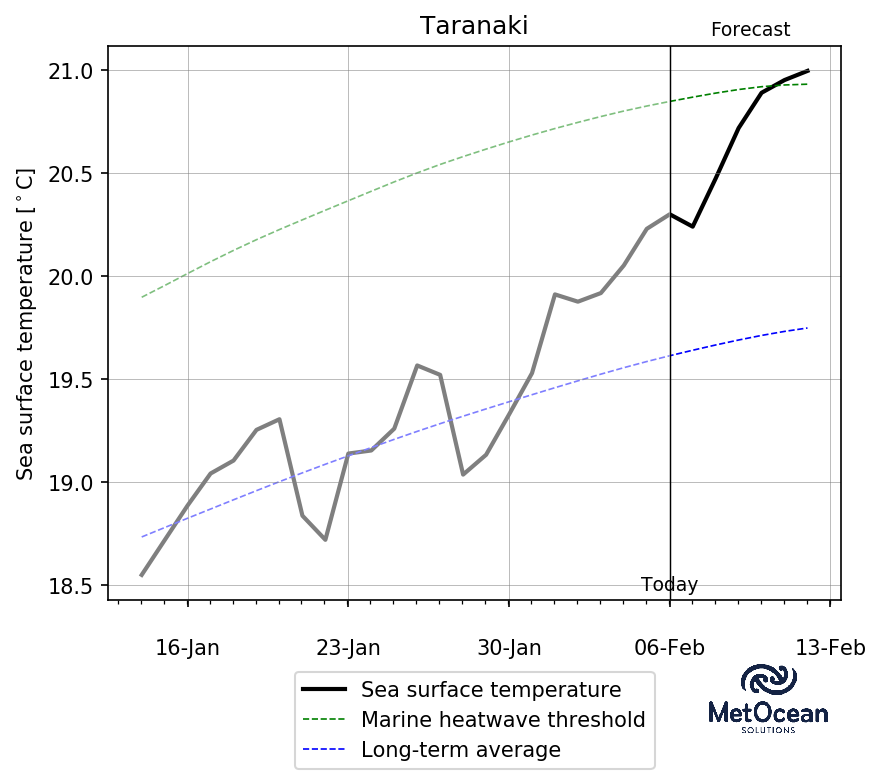 Taranaki
Forecast
Sea surface temperature [°C]
21.0
20.5
20.0
19.5
19.0
18.5
Today
16-Jan 23-Jan 30-Jan 06-Feb 13-Feb
Sea surface temperature
Marine heatwave threshold
Long-term average
MetOcean
SOLUTIONS